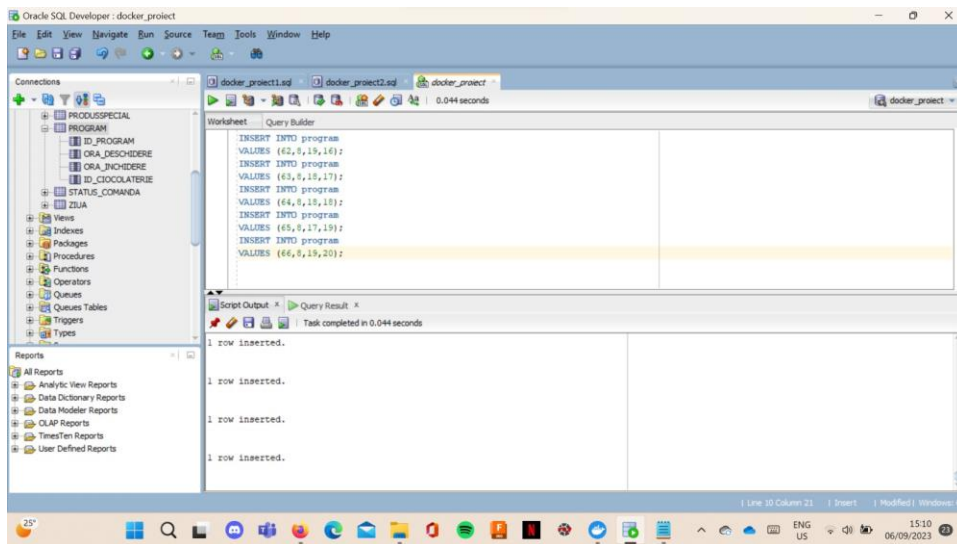 Oracle SQL Developer : docker_proiect
File Edit View Navigate Run Source Team Tools Window Help
Connections
docker_proiect1.sql
docker_proiect2.sql
docker_proiect
0.044 seconds
docker_proiect
Worksheet Query Builder
PRODUSSPECIAL
PROGRAM
ID_PROGRAM
ORA_DESCHIDERE
ORA_INCHIDERE
ID_CIOCOLATERIE
STATUS_COMANDA
ZIUA
Views
Indexes
Packages
Procedures
Functions
Operators
Queues
Queues Tables
Triggers
Types
INSERT INTO program
VALUES (62,8,19,16);
INSERT INTO program
VALUES (63,8,18,17);
INSERT INTO program
VALUES (64,8,18,18);
INSERT INTO program
VALUES (65,8,17,19);
INSERT INTO program
VALUES (66,8,19,20);
Script Output Query Result
Task completed in 0.044 seconds
1 row inserted.
1 row inserted.
1 row inserted.
1 row inserted.
Reports
All Reports
Analytic View Reports
Data Dictionary Reports
Data Modeler Reports
OLAP Reports
TimesTen Reports
User Defined Reports
Line 10 Column 21 Insert Modified Windows:
25°
ENG
US
15:10
06/09/2023
23